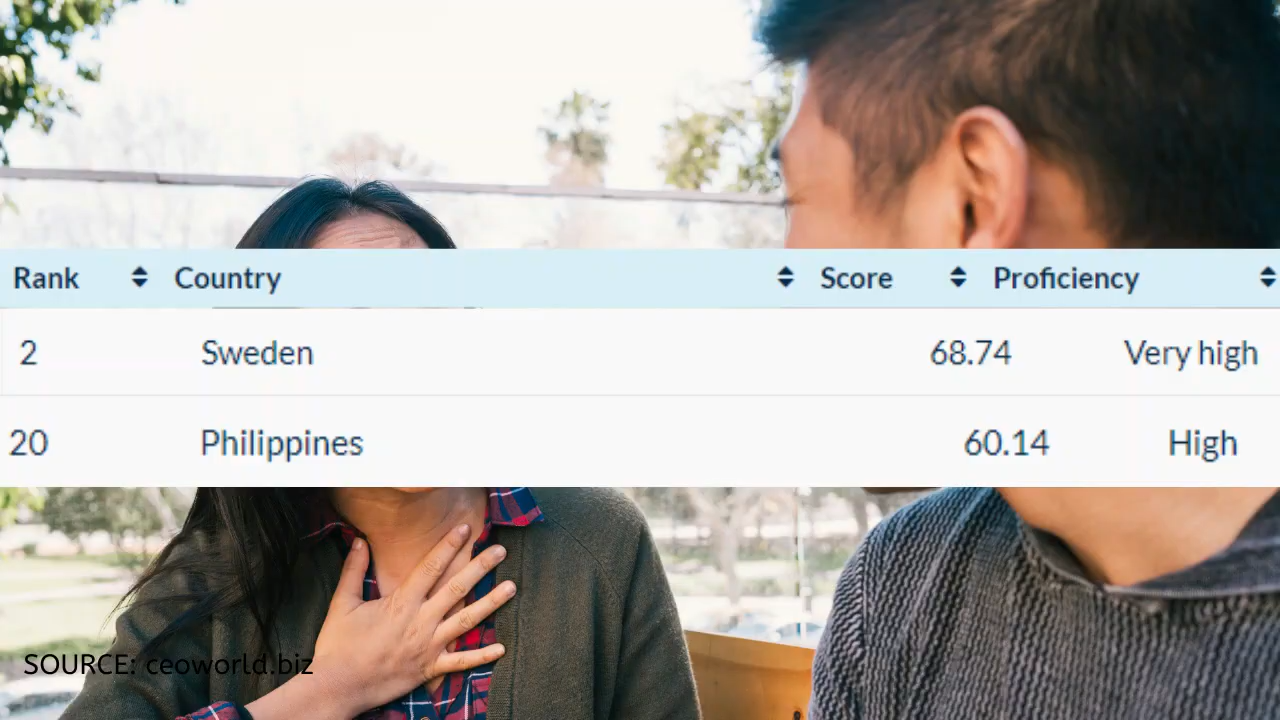 Rank Country Score Proficiency
2 Sweden 68.74 Very high
20 Philippines 60.14 High
SOURCE: ceoworld.biz